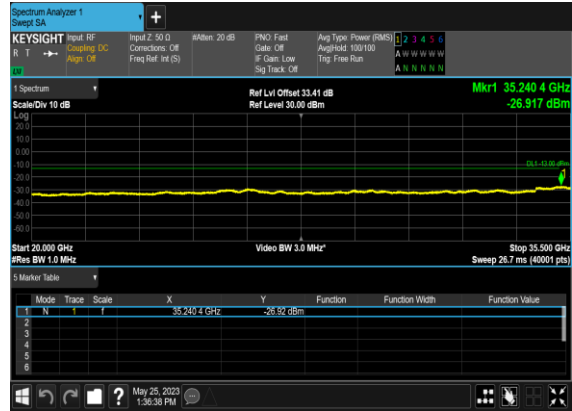 Spectrum Analyzer 1
Swept SA
+
KEYSIGHT Input: RF Input Z: 50 Ω #Atten: 20 dB PNO: Fast Avg Type: Power (RMS) 1 2 3 4 5 6
R T Coupling: DC Corrections: Off Gate: Off Avg|Hold: 100/100 A W W W W W
Align: Off Freq Ref: Int (S) IF Gain: Low Trig: Free Run
Sig Track: Off A N N N N N
1 Spectrum Ref Lvl Offset 33.41 dB Mkr1 35.240 4 GHz
Scale/Div 10 dB Ref Level 30.00 dBm -26.917 dBm
Log
20.0
10.0
0.00
-10.0
DL1 -13.00 dBm
-20.0
-30.0
-40.0
-50.0
-60.0
Start 20.000 GHz Video BW 3.0 MHz* Stop 35.500 GHz
#Res BW 1.0 MHz Sweep 26.7 ms (40001 pts)
5 Marker Table
Mode Trace Scale X Y Function Function Width Function Value
1 N 1 f 35.240 4 GHz -26.92 dBm
2
3
4
5
6
? May 25, 2023
1:36:38 PM